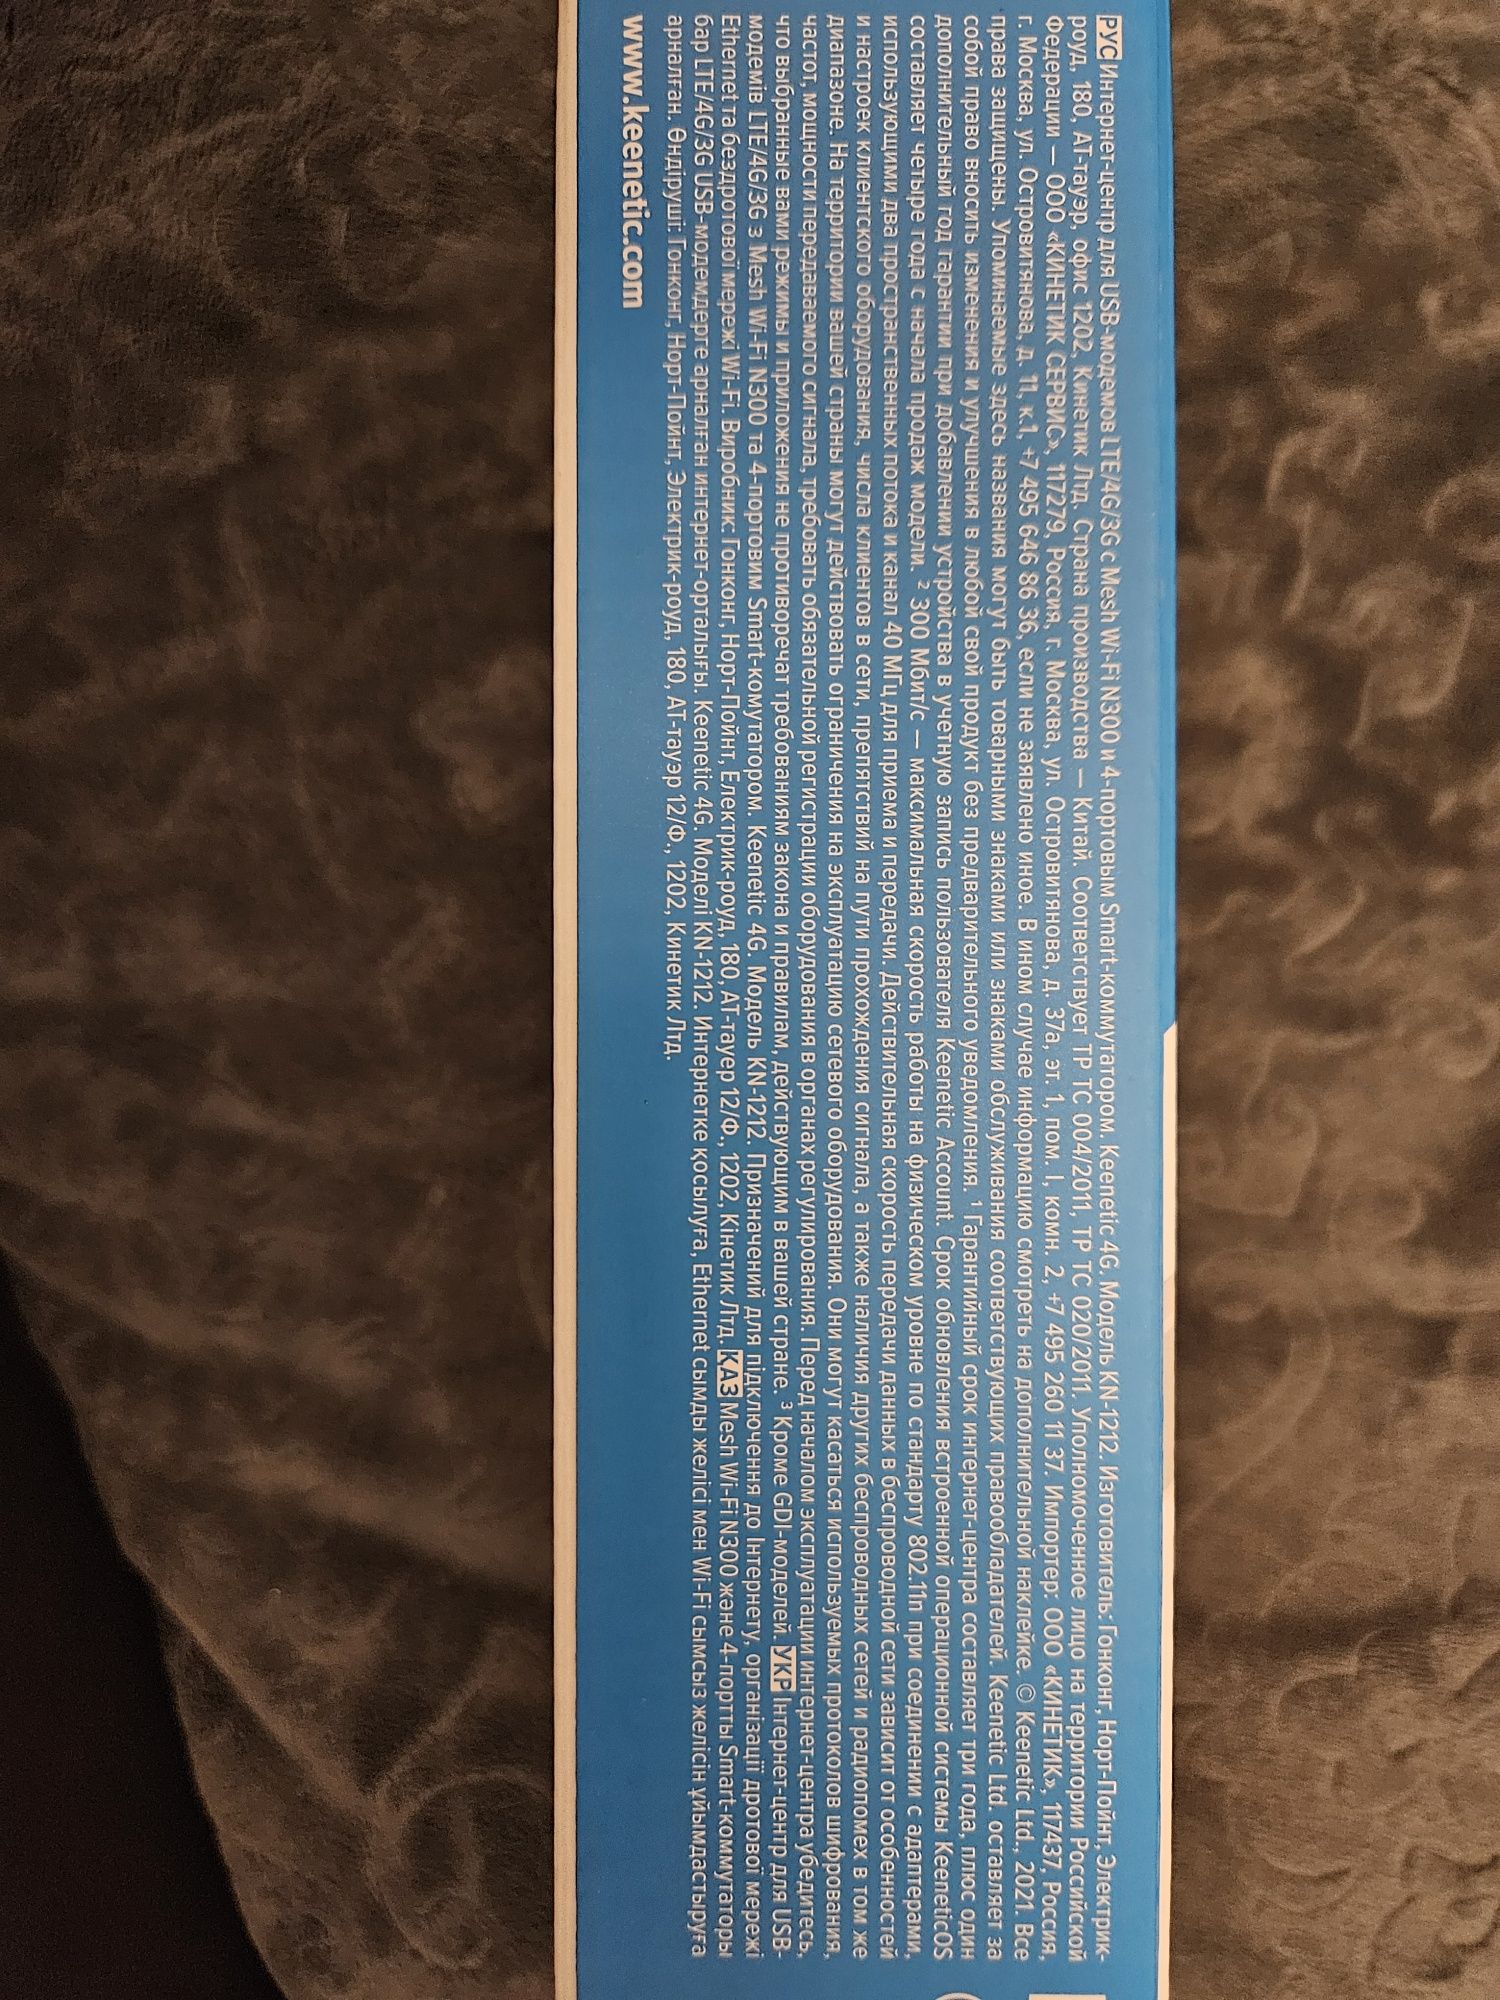 РУС Интернет-центр для USB-модемов LTE/4G/3G с Mesh Wi-Fi N300 и 4-портовым Smart-коммутатором. Keenetic 4G. Модель KN-1212. Изготовитель: Гонконг, Норт-Пойнт, Электрик-
роуд, 180, АТ-тауэр, офис 1202, Кинетик Лтд. Страна производства — Китай. Соответствует ТР ТС 004/2011, ТР ТС 020/2011. Уполномоченное лицо на территории Российской
Федерации — ООО «КИНЕТИК СЕРВИС», 117279, Россия, г. Москва, ул. Островитянова, д. 37а, эт. 1, пом. I, комн. 2, +7 495 260 11 37. Импортер: ООО «КИНЕТИК», 117437, Россия,
г. Москва, ул. Островитянова, д. 11, к.1, +7 495 646 86 36, если не заявлено иное. В ином случае информацию смотреть на дополнительной наклейке. © Keenetic Ltd., 2021. Все
права защищены. Упоминаемые здесь названия могут быть товарными знаками или знаками обслуживания соответствующих правообладателей. Keenetic Ltd. оставляет за
собой право вносить изменения и улучшения в любой свой продукт без предварительного уведомления. ¹ Гарантийный срок интернет-центра составляет три года, плюс один
дополнительный год гарантии при добавлении устройства в учетную запись пользователя Keenetic Account. Срок обновления встроенной операционной системы KeeneticOS
составляет четыре года с начала продаж модели. ² 300 Мбит/с — максимальная скорость работы на физическом уровне по стандарту 802.11n при соединении с адаптерами,
использующими два пространственных потока и канал 40 МГц для приема и передачи. Действительная скорость передачи данных в беспроводной сети зависит от особенностей
и настроек клиентского оборудования, числа клиентов в сети, препятствий на пути прохождения сигнала, а также наличия других беспроводных сетей и радиопомех в том же
диапазоне. На территории вашей страны могут действовать ограничения на эксплуатацию сетевого оборудования. Они могут касаться используемых протоколов шифрования,
частот, мощности передаваемого сигнала, требовать обязательной регистрации оборудования в органах регулирования. Перед началом эксплуатации интернет-центра убедитесь,
что выбранные вами режимы и приложения не противоречат требованиям закона и правилам, действующим в вашей стране. ³ Кроме GDI-моделей. УКР Інтернет-центр для USB-
модемів LTE/4G/3G з Mesh Wi-Fi N300 та 4-портовим Smart-комутатором. Keenetic 4G. Модель KN-1212. Призначений для підключення до Інтернету, організації дротової мережі
Ethernet та бездротової мережі Wi-Fi. Виробник: Гонконг, Норт-Пойнт, Електрик-роуд, 180, АТ-тауер 12/Ф., 1202, Кінетик Лтд. ҚАЗ Mesh Wi-Fi N300 және 4-портты Smart-коммутаторы
бар LTE/4G/3G USB-модемдерге арналған интернет-орталығы. Keenetic 4G. Моделі KN-1212. Интернетке қосылуға, Ethernet сымды желісі мен Wi-Fi сымсыз желісін ұйымдастыруға
арналған. Өндіруші: Гонконг, Норт-Пойнт, Электрик-роуд, 180, АТ-тауэр 12/Ф., 1202, Кинетик Лтд.
www.keenetic.com